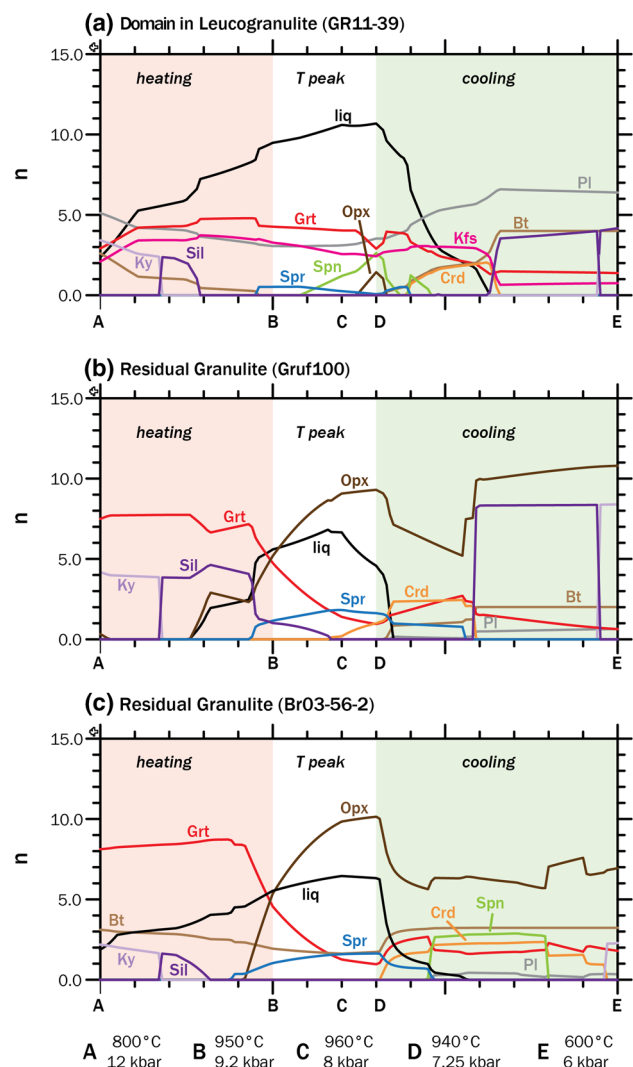 (a) Domain in Leucogranulite (GR11-39)
15.0
heating T peak cooling
liq
10.0
n
Pl
Opx
5.0
Grt Bt
Kfs
Sil
Ky Spn
Spr Crd
0.0
A B C D E
(b) Residual Granulite (Gruf100)
15.0
heating T peak cooling
10.0
Opx
n
Grt
liq
5.0
Sil
Ky
Spr Crd Bt
Pl
0.0
A B C D E
(c) Residual Granulite (Br03-56-2)
15.0
heating T peak cooling
10.0
Opx
Grt
n
liq
5.0
Spn
Bt Crd
Spr
Ky Sil Pl
0.0
A B C D E
A 800°C B 950°C C 960°C D 940°C E 600°C
12 kbar 9.2 kbar 8 kbar 7.25 kbar 6 kbar